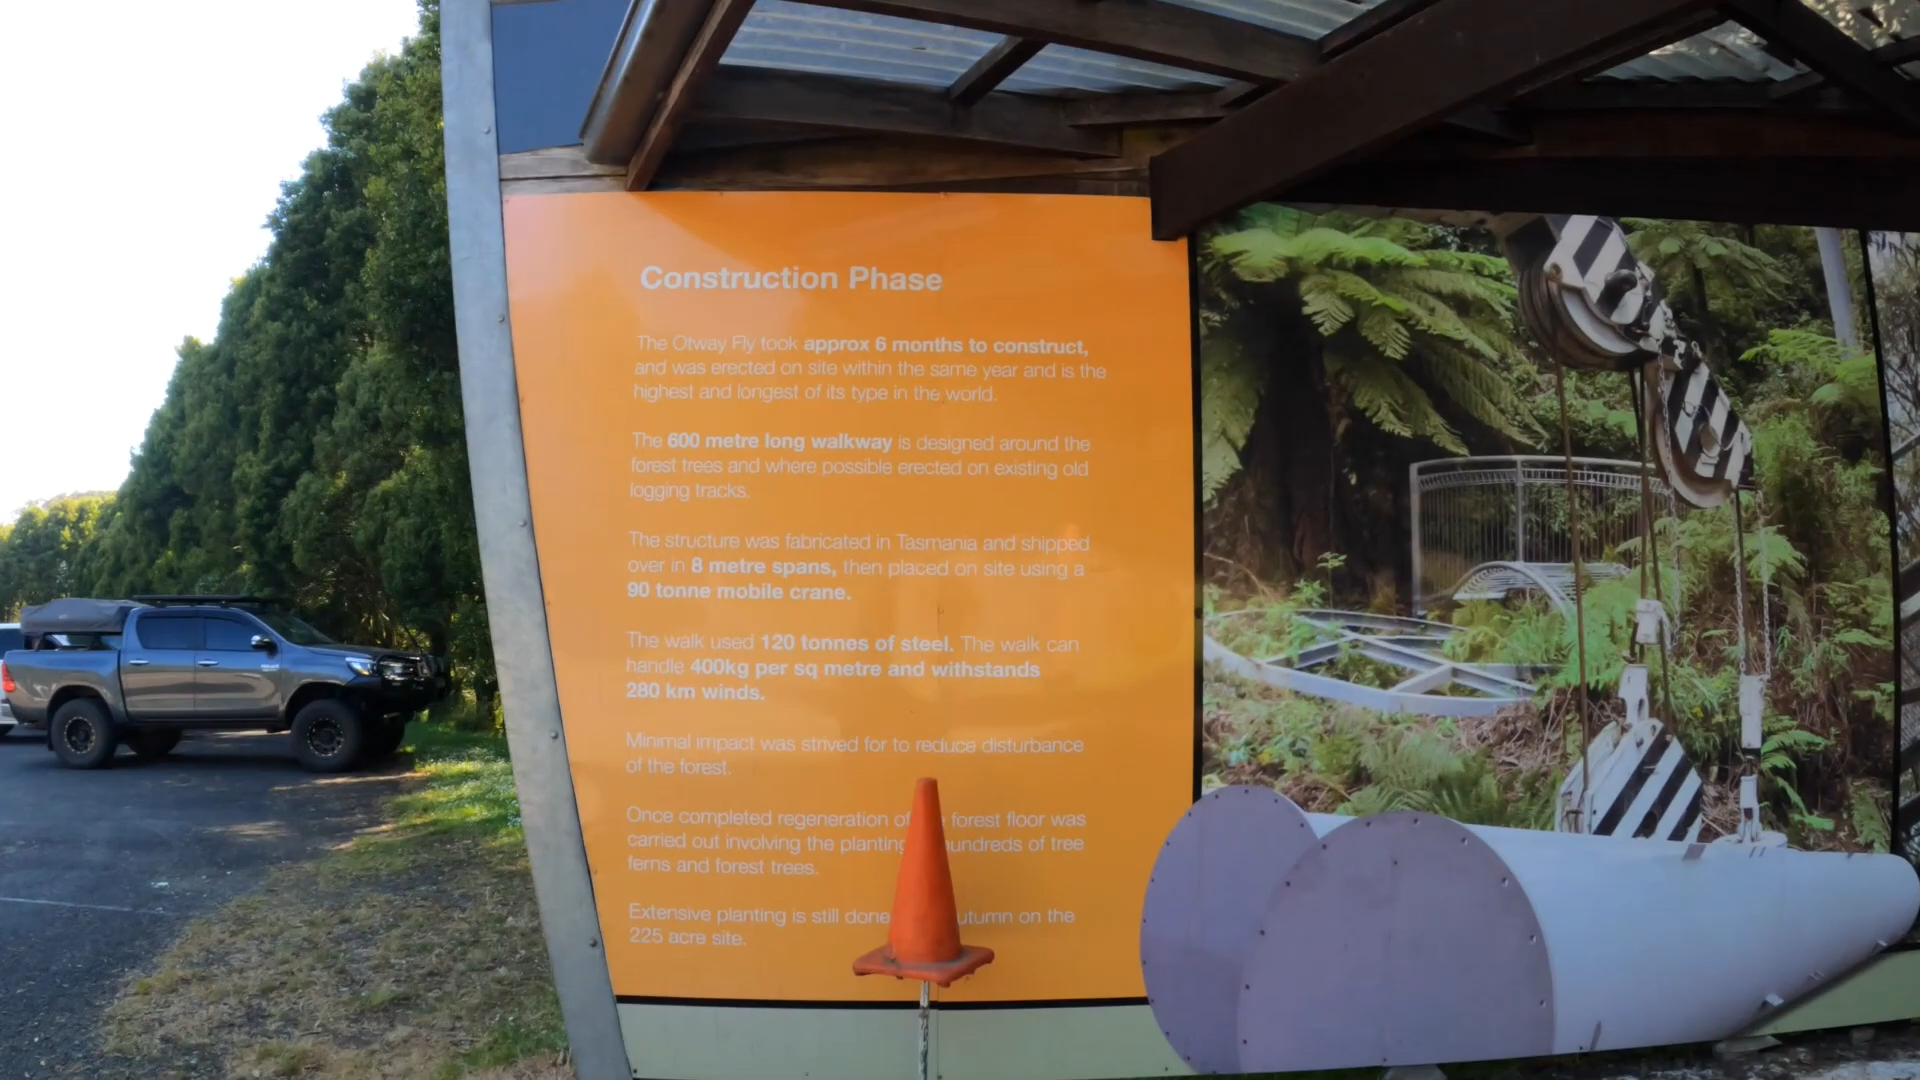 Construction Phase
The Otway Fly took approx 6 months to construct,
and was erected on site within the same year and is the
highest and longest of its type in the world.
The 600 metre long walkway is designed around the
forest trees and where possible erected on existing old
logging tracks.
The structure was fabricated in Tasmania and shipped
over in 8 metre spans, then placed on site using a
90 tonne mobile crane.
The walk used 120 tonnes of steel. The walk can
handle 400kg per sq metre and withstands
280 km winds.
Minimal impact was strived for to reduce disturbance
of the forest.
Once completed regeneration of forest floor was
carried out involving the planting hundreds of tree
ferns and forest trees.
Extensive planting is still done autumn on the
225 acre site.